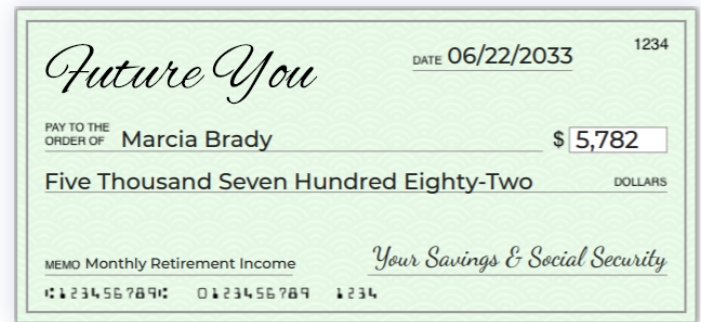 1234
Future You
DATE 06/22/2033
PAY TO THE
ORDER OF Marcia Brady $ 5,782
Five Thousand Seven Hundred Eighty-Two DOLLARS
MEMO Monthly Retirement Income Your Savings & Social Security
⑆123456789⑆ 0123456789 1234